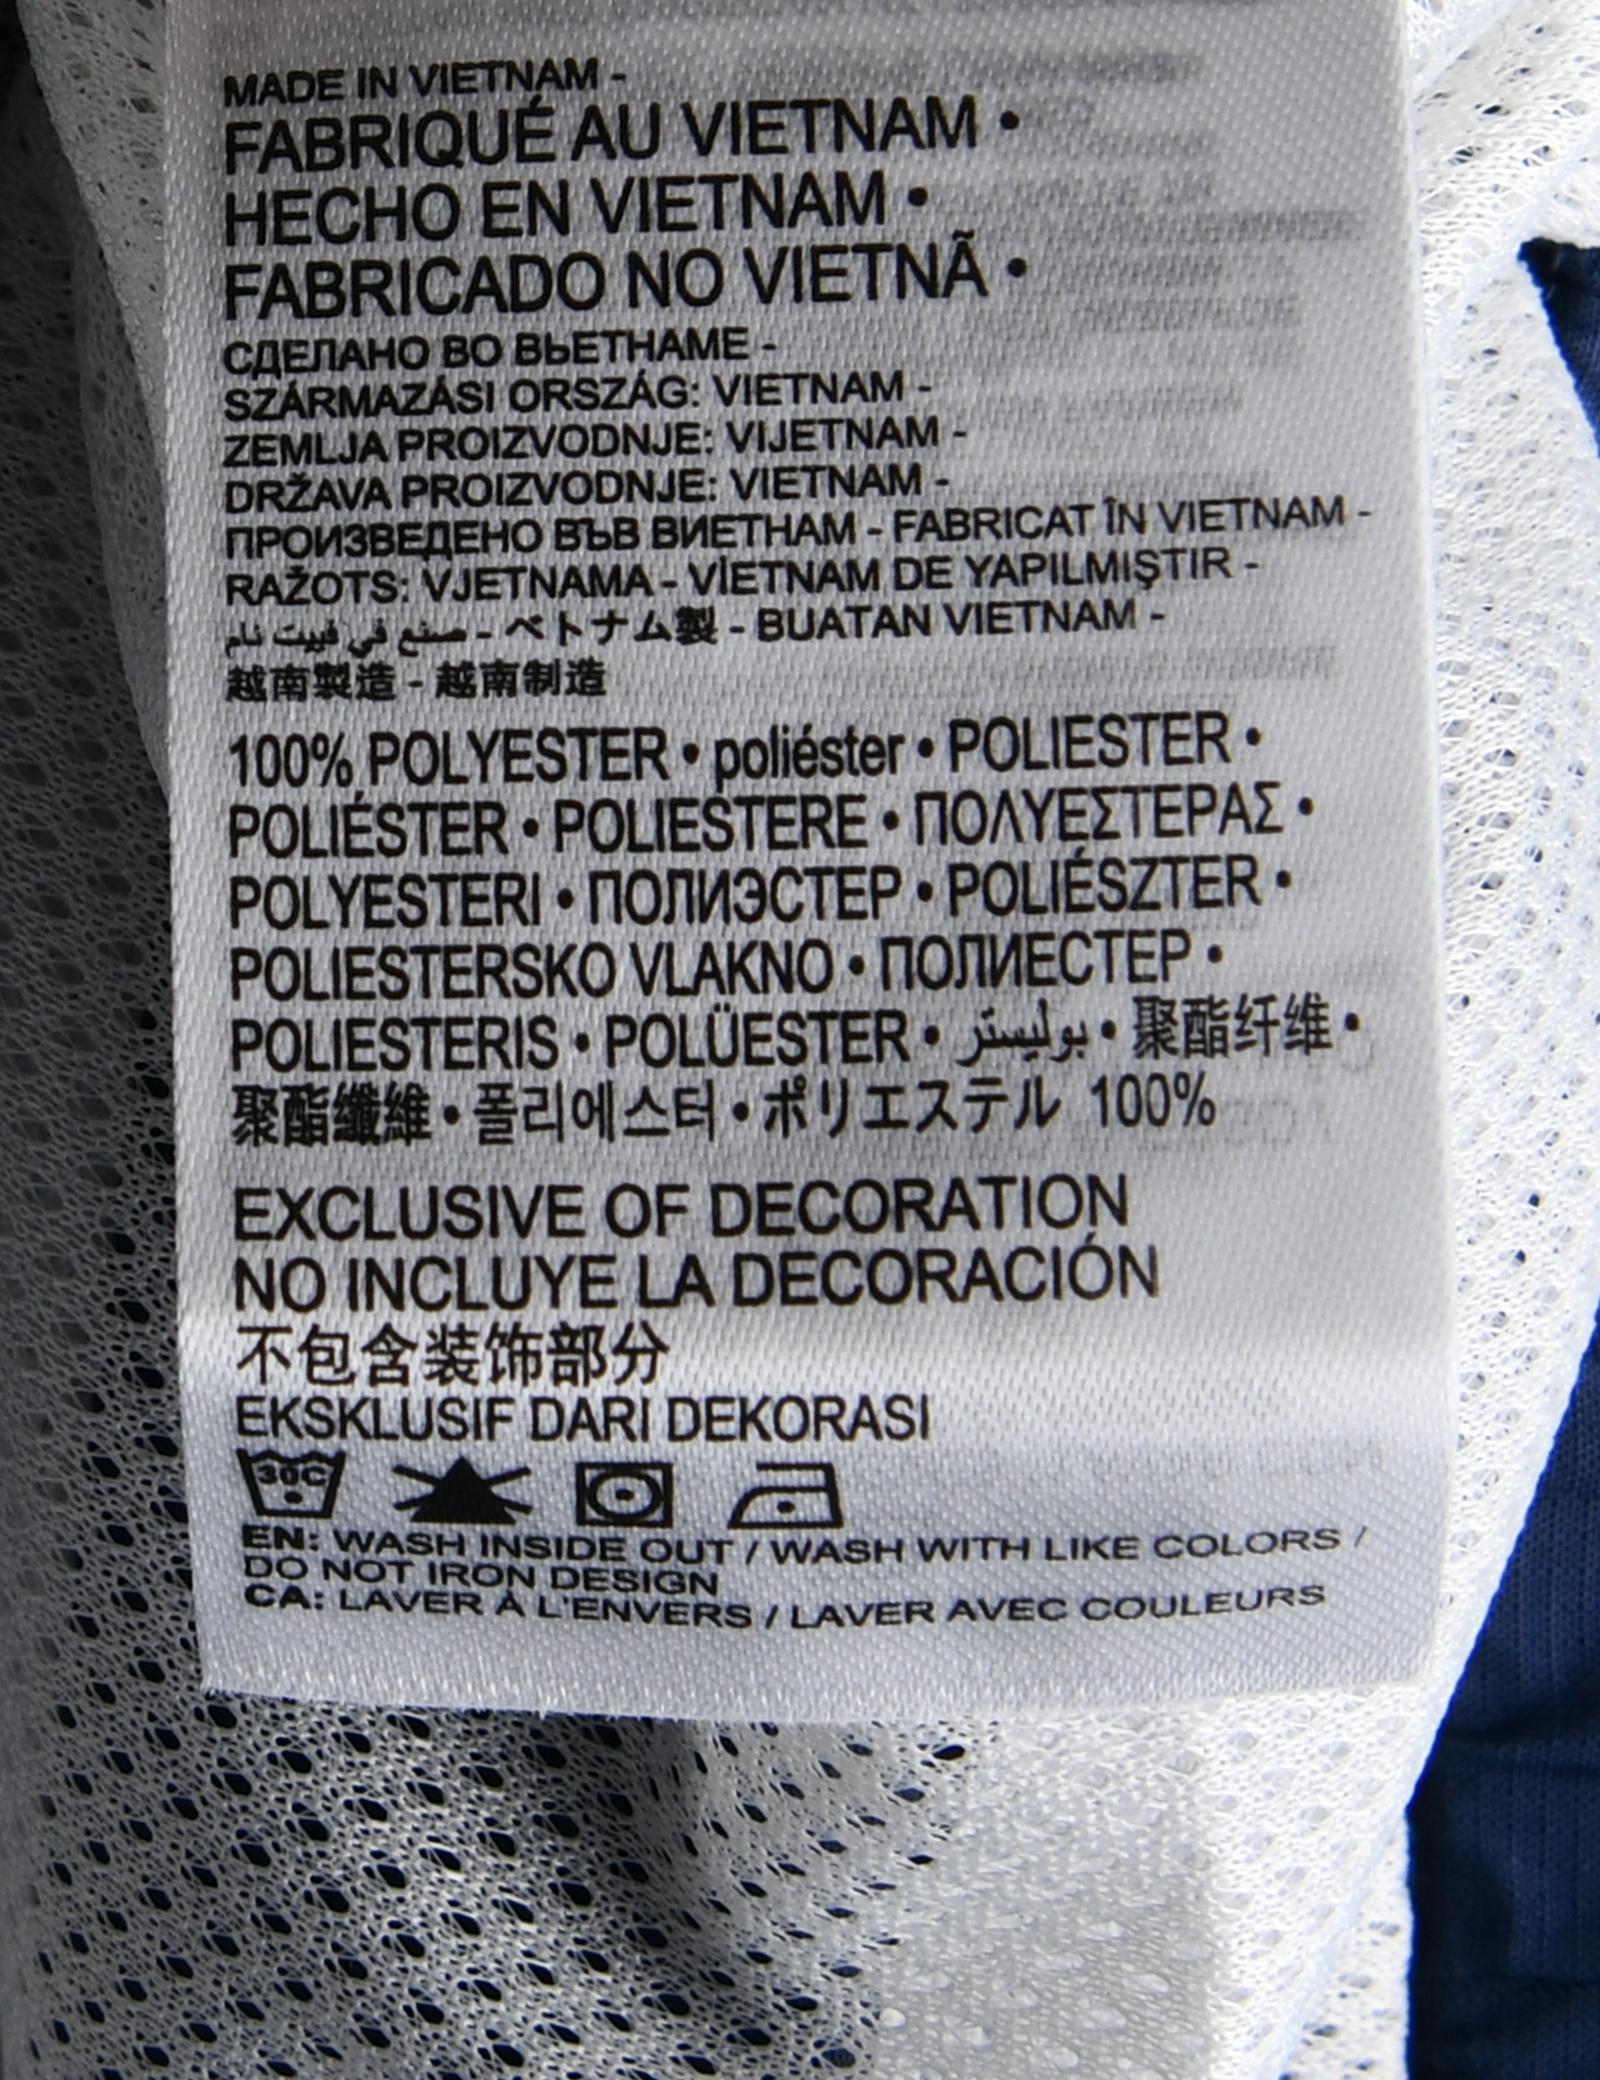 MADE IN VIETNAM -
FABRIQUÉ AU VIETNAM •
HECHO EN VIETNAM •
FABRICADO NO VIETNÃ •
СДЕЛАНО ВО ВЬЕТНАМЕ -
SZÁRMAZÁSI ORSZÁG: VIETNAM -
ZEMLJA PROIZVODNJE: VIJETNAM -
DRŽAVA PROIZVODNJE: VIETNAM -
ПРОИЗВЕДЕНО ВЪВ ВИЕТНАМ - FABRICAT ÎN VIETNAM -
RAŽOTS: VJETNAMA - VİETNAM DE YAPILMIŞTIR -
صنع في فييت نام - ベトナム製 - BUATAN VIETNAM -
越南製造 - 越南制造
100% POLYESTER • poliéster • POLIESTER •
POLIÉSTER • POLIESTERE • ΠΟΛΥΕΣΤΕΡΑΣ •
POLYESTERI • ПОЛИЭСТЕР • POLIÉSZTER •
POLIESTERSKO VLAKNO • ПОЛИЕСТЕР •
POLIESTERIS • POLÜESTER • بوليستر • 聚酯纤维 •
聚酯纖維 • 폴리에스터 • ポリエステル 100%
EXCLUSIVE OF DECORATION
NO INCLUYE LA DECORACIÓN
不包含装饰部分
EKSKLUSIF DARI DEKORASI
30C
EN: WASH INSIDE OUT / WASH WITH LIKE COLORS /
DO NOT IRON DESIGN
CA: LAVER À L'ENVERS / LAVER AVEC COULEURS